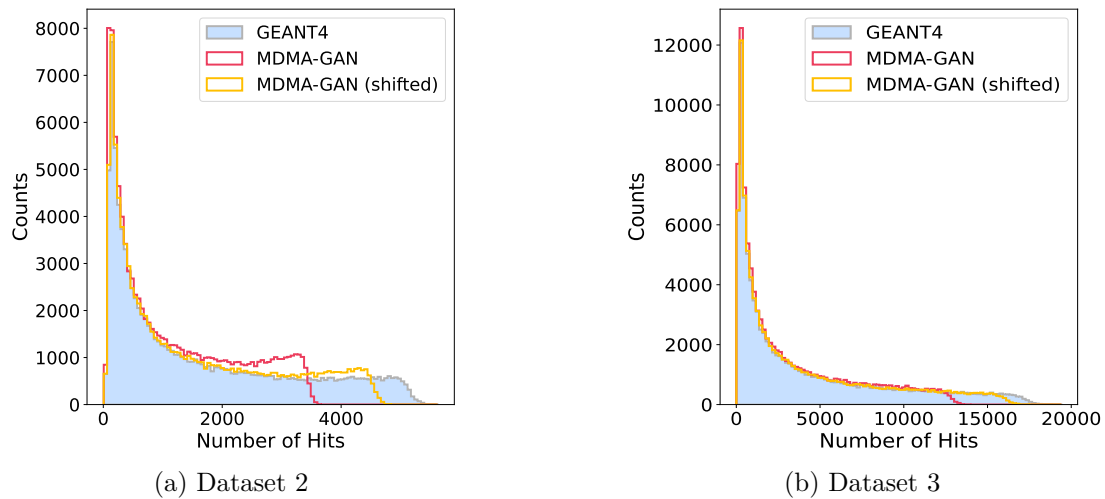 8000
7000
6000
5000
4000
3000
2000
1000
0
Counts
GEANT4
MDMA-GAN
MDMA-GAN (shifted)
0 2000 4000
Number of Hits
(a) Dataset 2
12000
10000
8000
6000
4000
2000
0
Counts
GEANT4
MDMA-GAN
MDMA-GAN (shifted)
0 5000 10000 15000 20000
Number of Hits
(b) Dataset 3